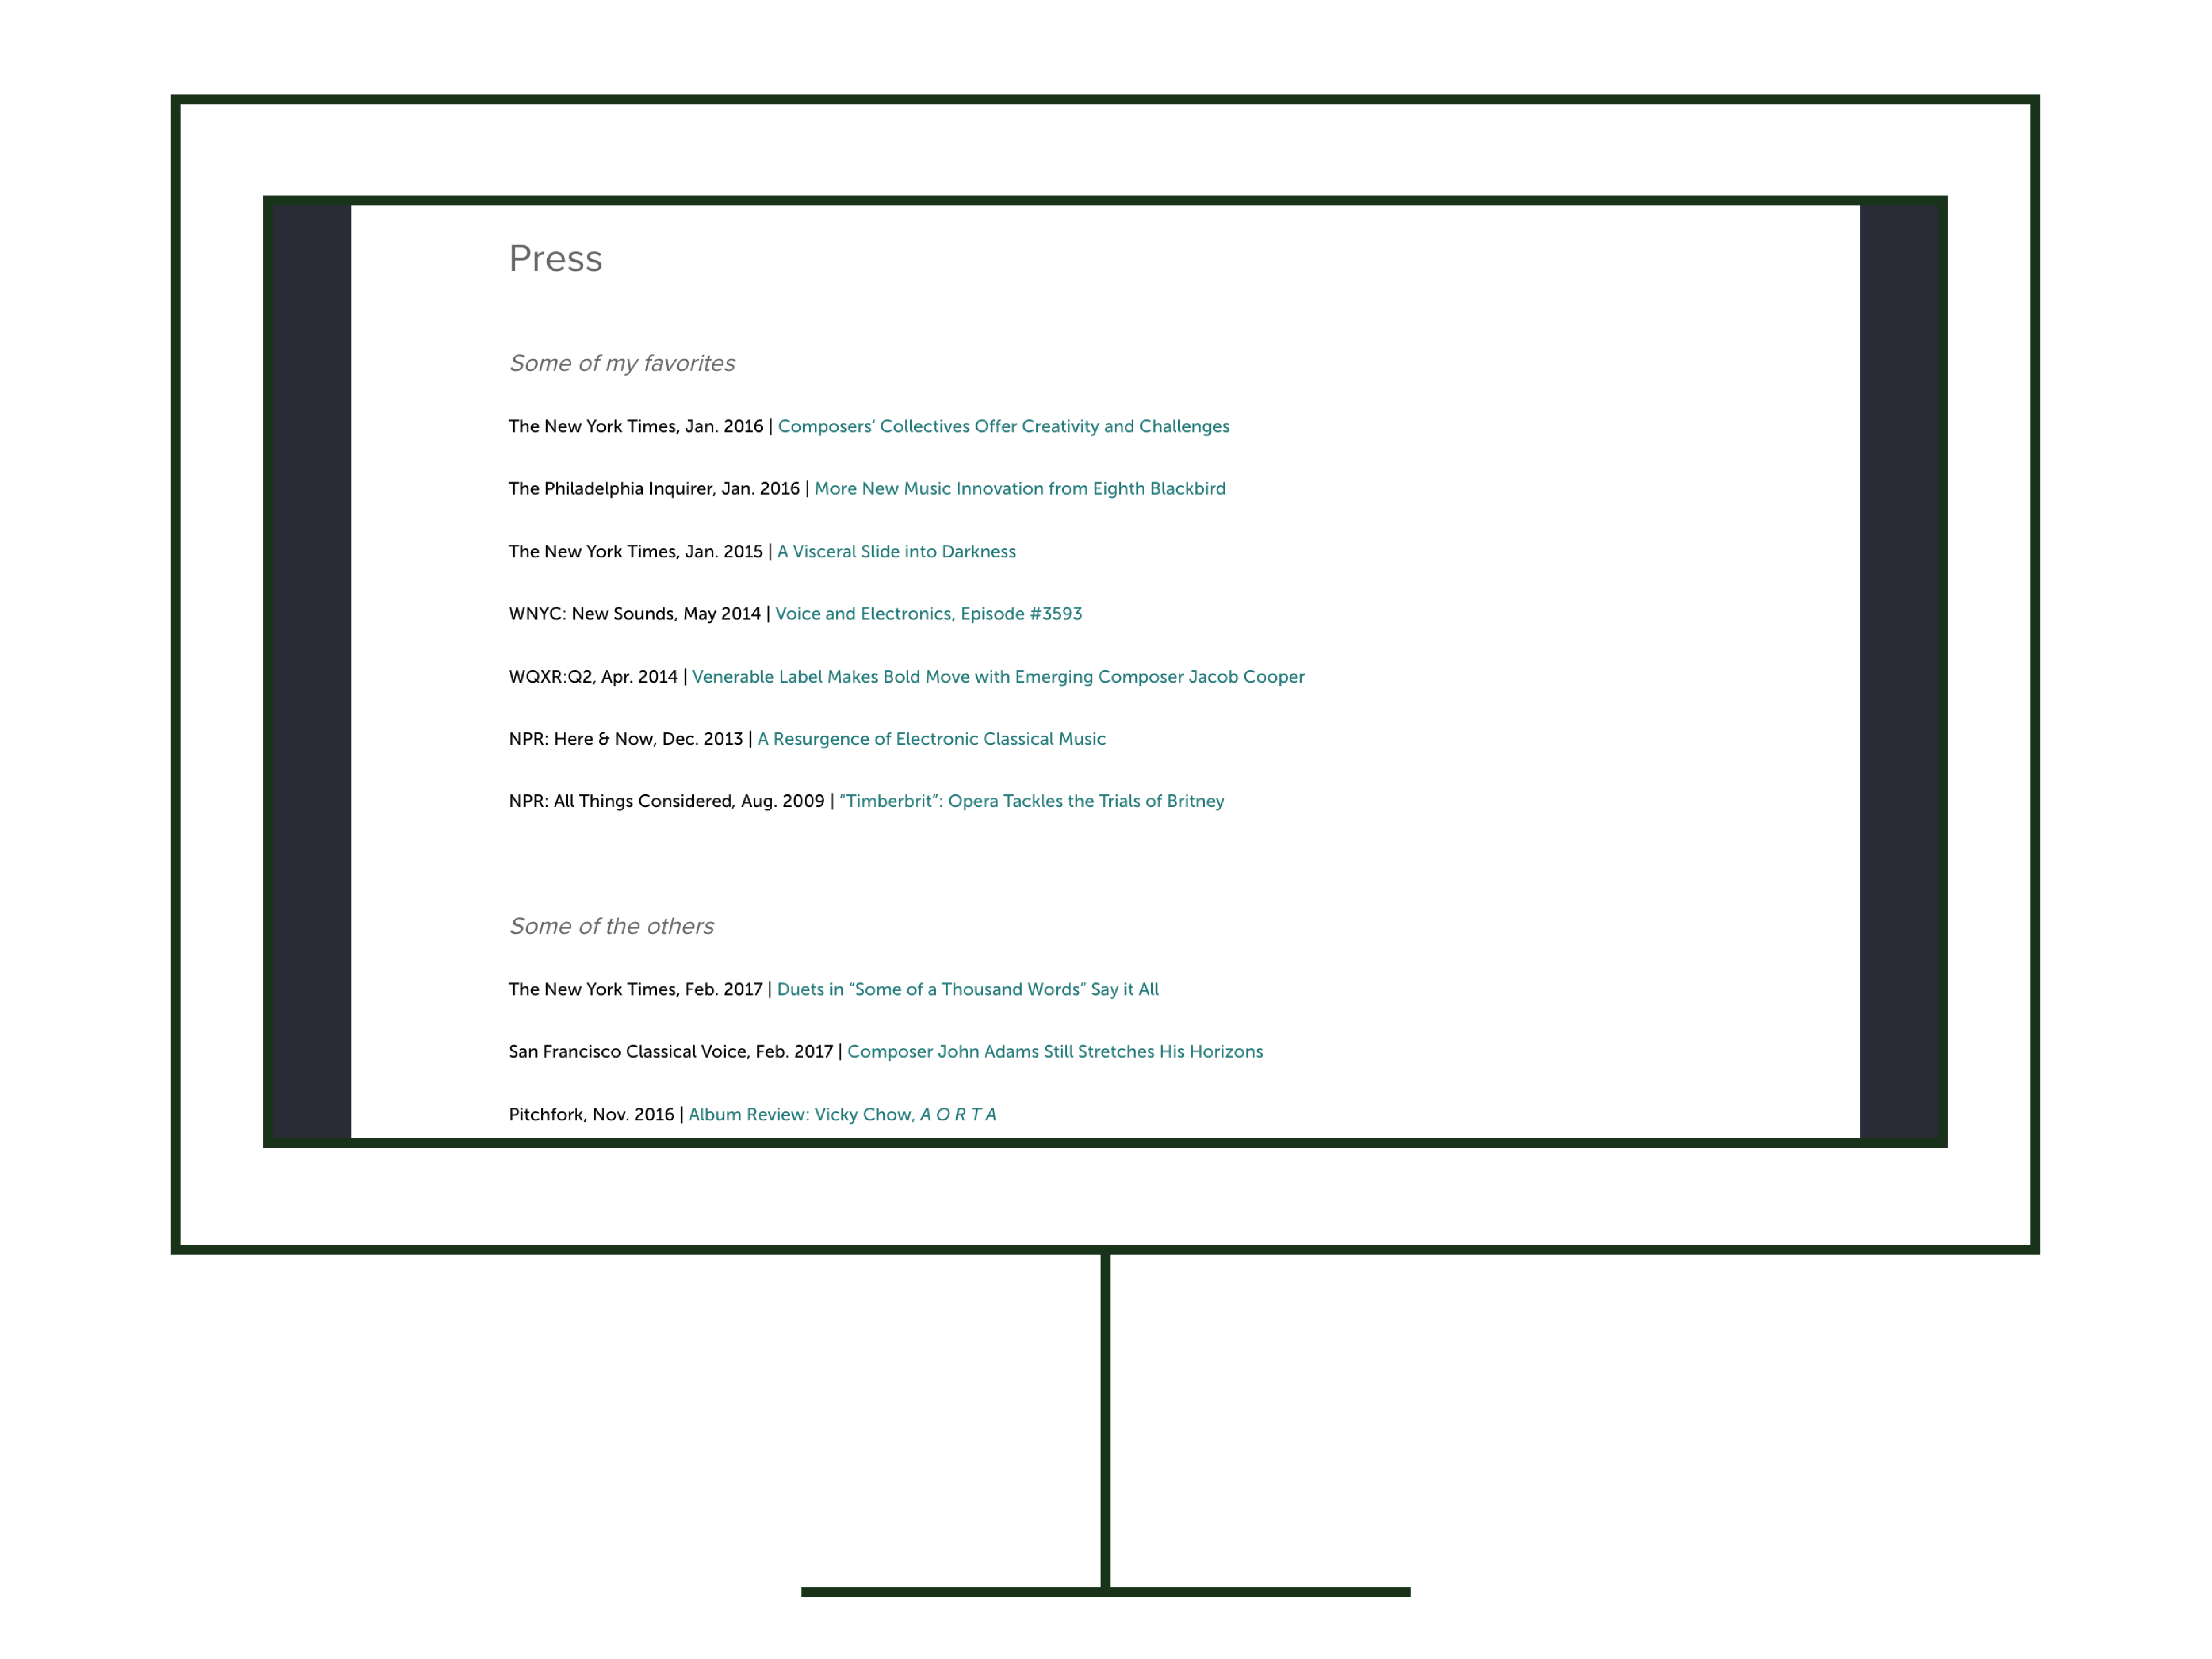 Press
Some of my favorites
The New York Times, Jan. 2016 | Composers’ Collectives Offer Creativity and Challenges
The Philadelphia Inquirer, Jan. 2016 | More New Music Innovation from Eighth Blackbird
The New York Times, Jan. 2015 | A Visceral Slide into Darkness
WNYC: New Sounds, May 2014 | Voice and Electronics, Episode #3593
WQXR:Q2, Apr. 2014 | Venerable Label Makes Bold Move with Emerging Composer Jacob Cooper
NPR: Here & Now, Dec. 2013 | A Resurgence of Electronic Classical Music
NPR: All Things Considered, Aug. 2009 | “Timberbrit”: Opera Tackles the Trials of Britney
Some of the others
The New York Times, Feb. 2017 | Duets in “Some of a Thousand Words” Say it All
San Francisco Classical Voice, Feb. 2017 | Composer John Adams Still Stretches His Horizons
Pitchfork, Nov. 2016 | Album Review: Vicky Chow, A O R T A